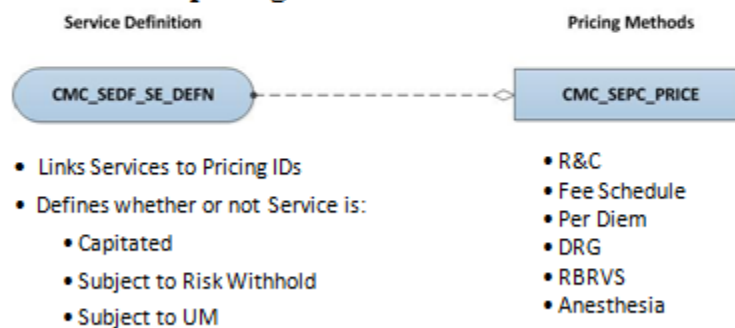 Service Definition
Pricing Methods
CMC_SEDF_SE_DEFN
CMC_SEPC_PRICE
• Links Services to Pricing IDs
• Defines whether or not Service is:
• Capitated
• Subject to Risk Withhold
• Subject to UM
• R&C
• Fee Schedule
• Per Diem
• DRG
• RBRVS
• Anesthesia